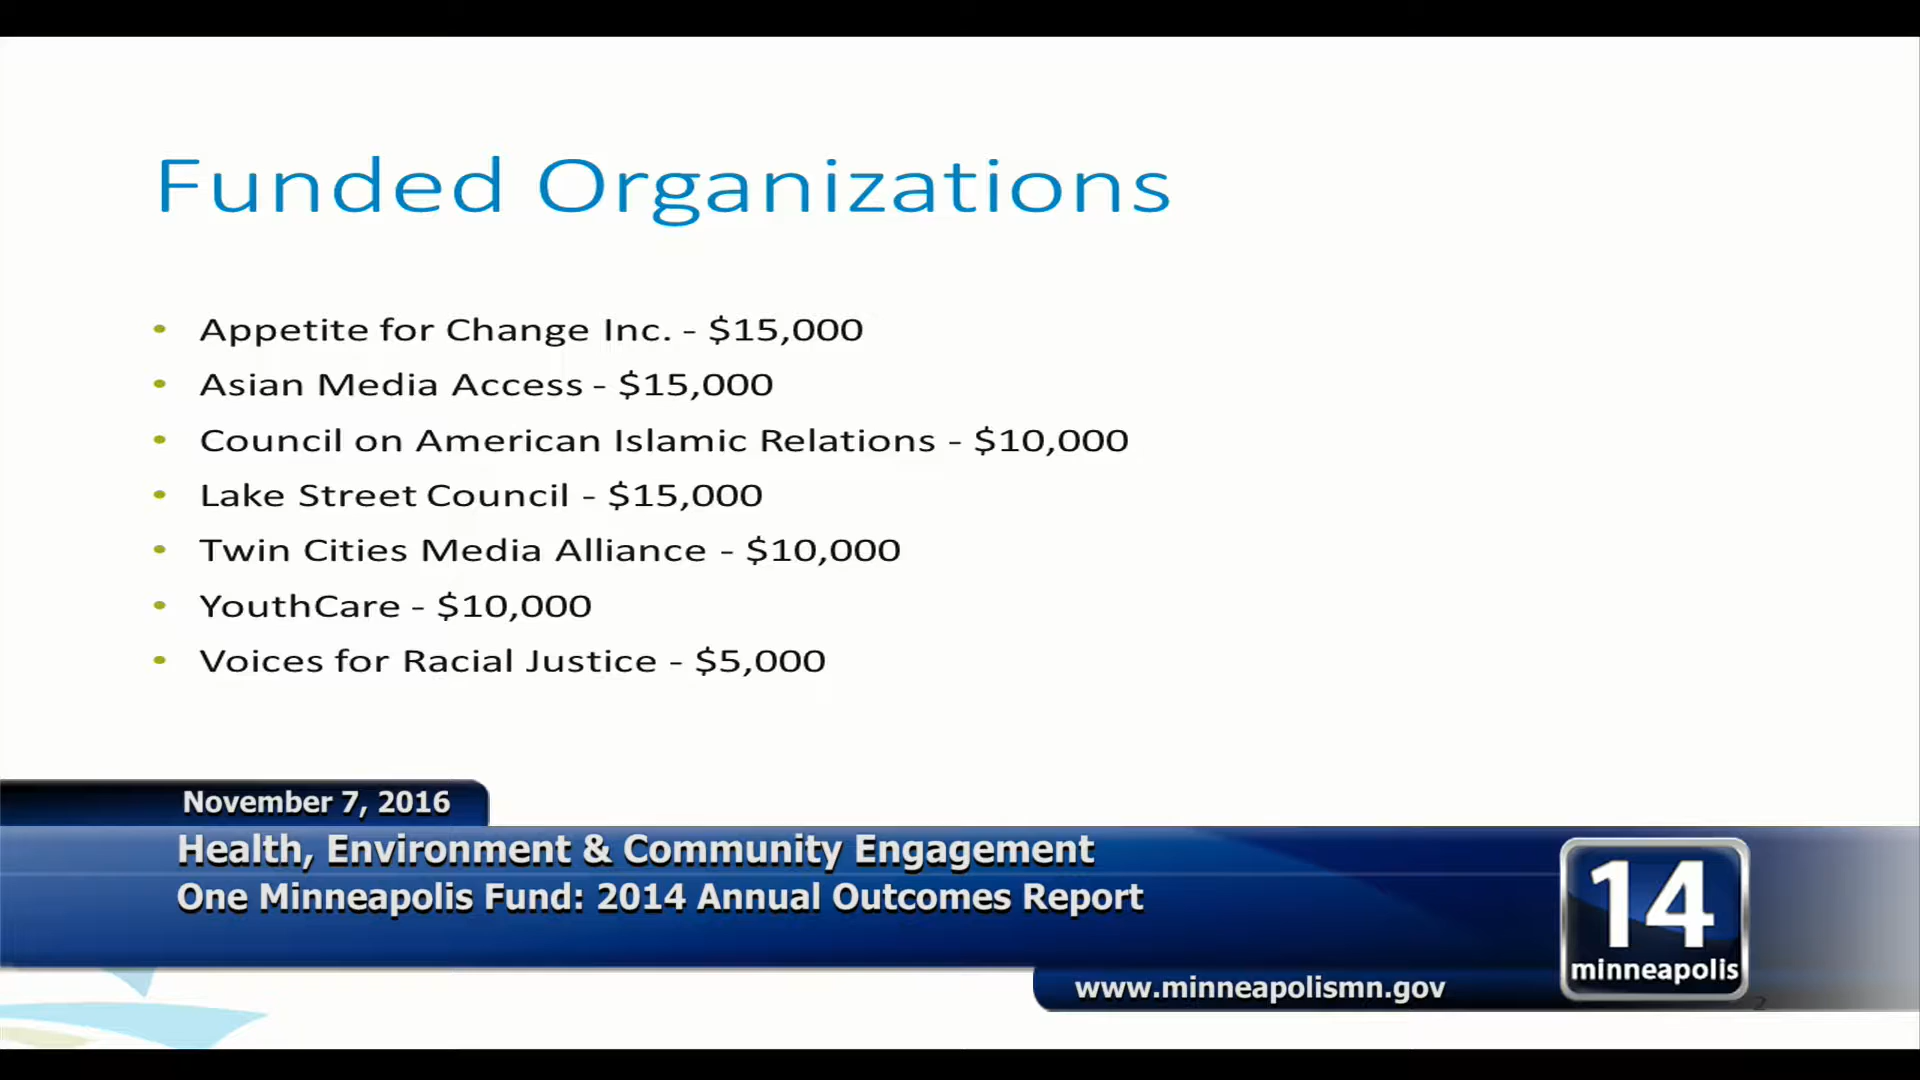 Funded Organizations
• Appetite for Change Inc. - $15,000
• Asian Media Access - $15,000
• Council on American Islamic Relations - $10,000
• Lake Street Council - $15,000
• Twin Cities Media Alliance - $10,000
• YouthCare - $10,000
• Voices for Racial Justice - $5,000
November 7, 2016
Health, Environment & Community Engagement
One Minneapolis Fund: 2014 Annual Outcomes Report
14
minneapolis
www.minneapolismn.gov
2